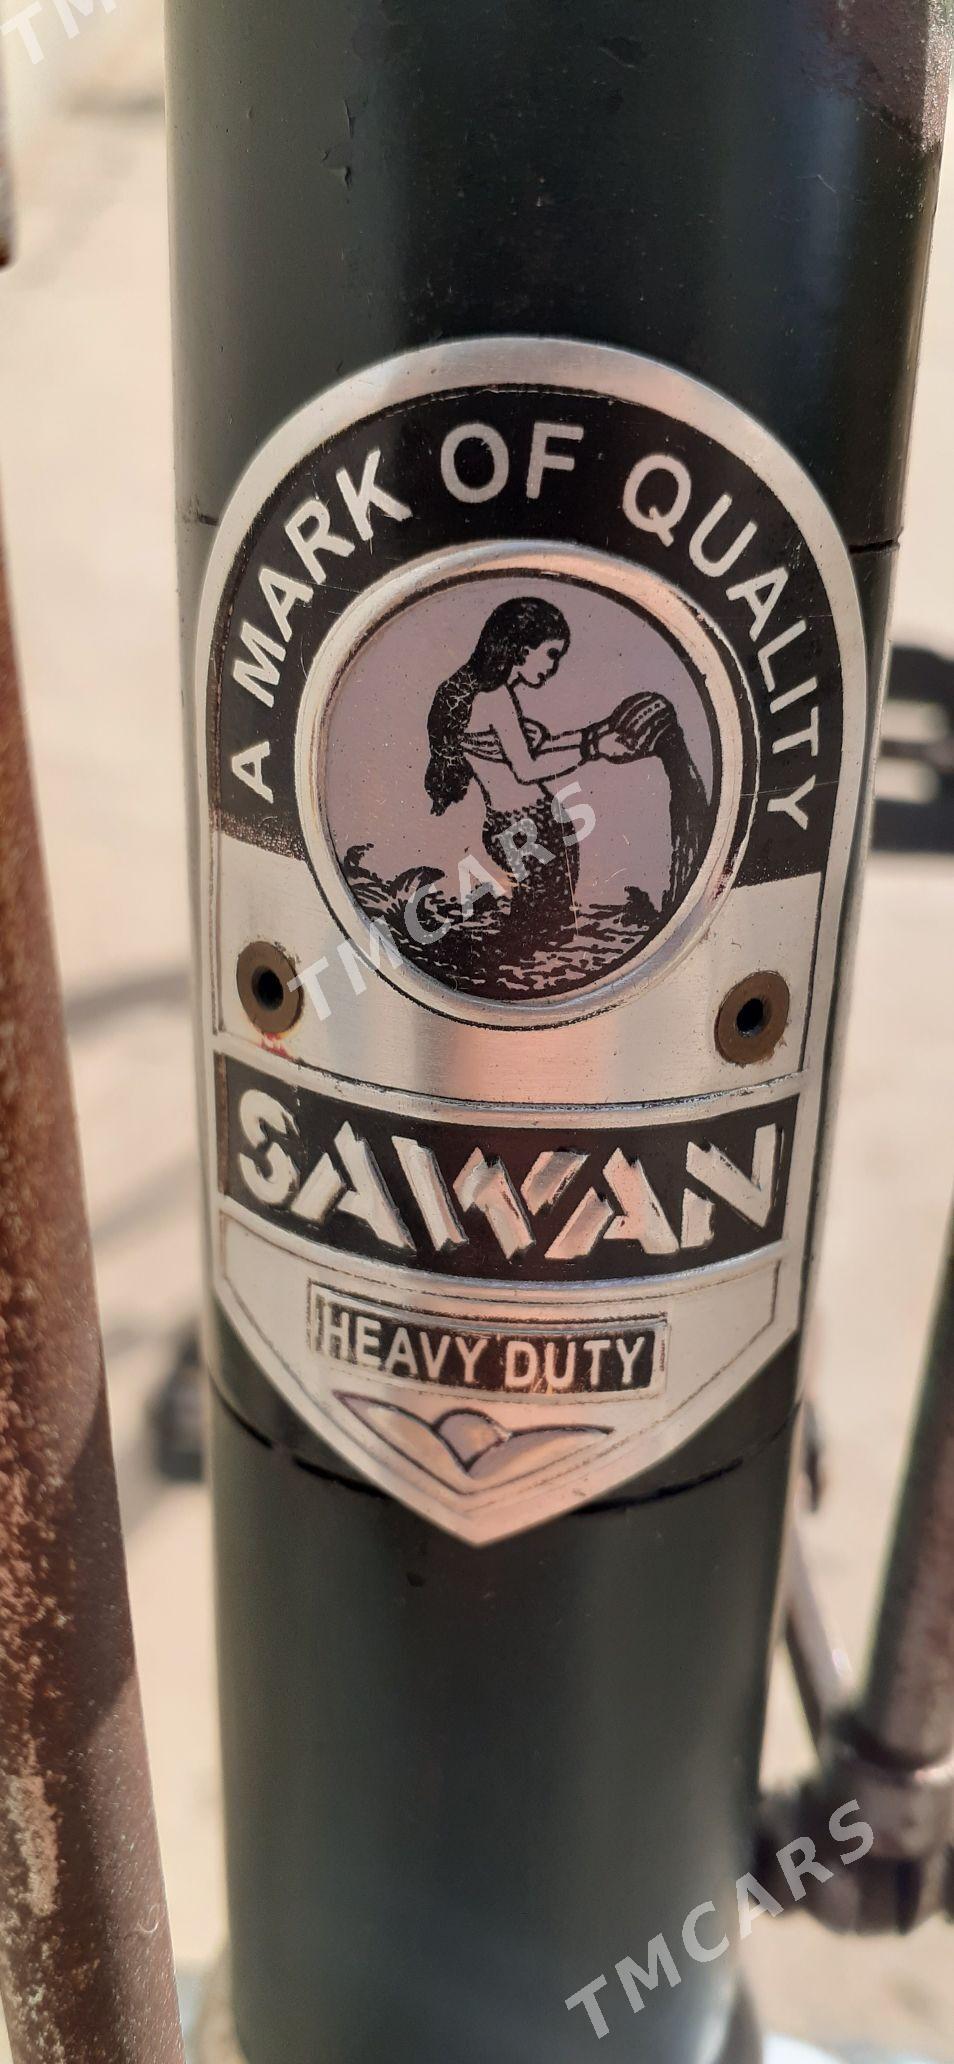 A MARK OF QUALITY
TMCARS
SAWAN
HEAVY DUTY
TMCARS